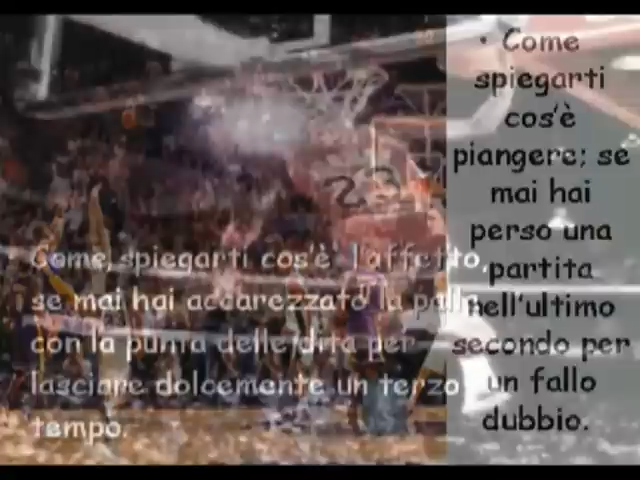 Come, spiegarti cos'è l'affetto,
se mai hai accarezzato la palla
con la punta delle dita per
lasciare dolcemente un terzo
tempo.
• Come
spiegarti
cos'è
piangere; se
mai hai
perso una
partita
nell'ultimo
secondo per
un fallo
dubbio.
23